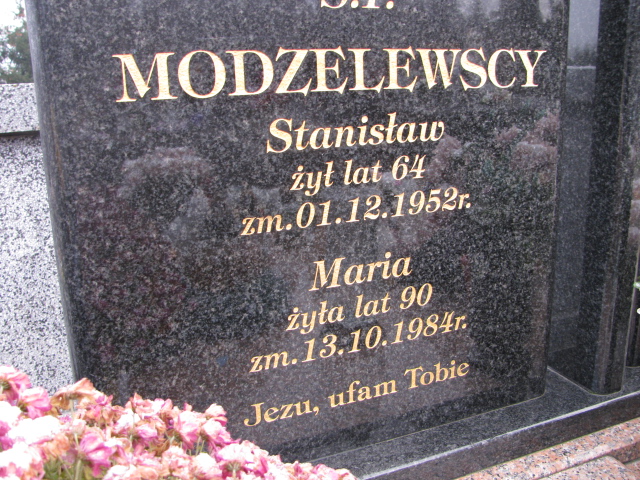 Ś.P.
MODZELEWSCY
Stanisław
żył lat 64
zm.01.12.1952r.
Maria
żyła lat 90
zm.13.10.1984r.
Jezu, ufam Tobie